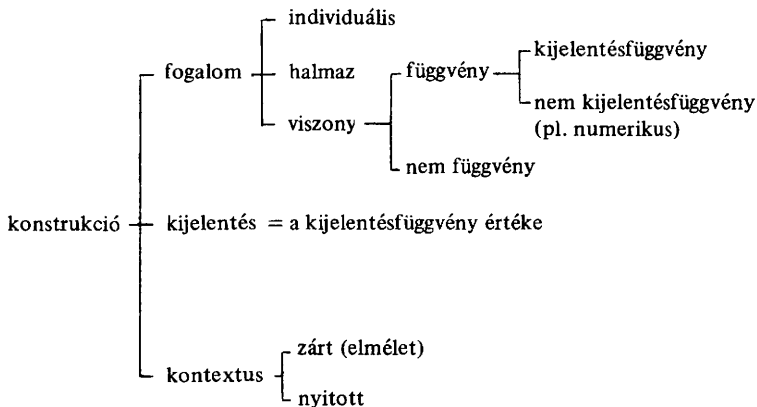 individuális
kijelentésfüggvény
fogalom
halmaz
függvény
nem kijelentésfüggvény
(pl. numerikus)
viszony
nem függvény
konstrukció
kijelentés = a kijelentésfüggvény értéke
zárt (elmélet)
kontextus
nyitott